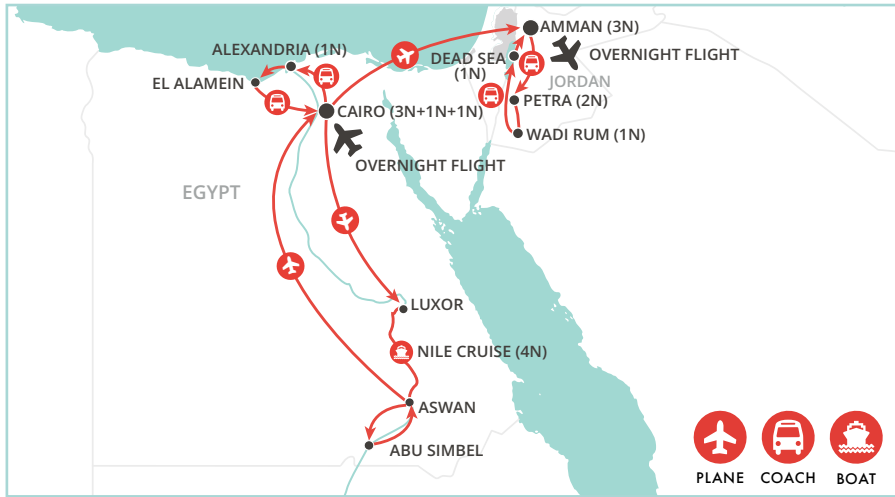 AMMAN (3N)
ALEXANDRIA (1N)
OVERNIGHT FLIGHT
DEAD SEA
(1N)
EL ALAMEIN
JORDAN
PETRA (2N)
CAIRO (3N+1N+1N)
WADI RUM (1N)
OVERNIGHT FLIGHT
EGYPT
LUXOR
NILE CRUISE (4N)
ASWAN
ABU SIMBEL
PLANE COACH BOAT